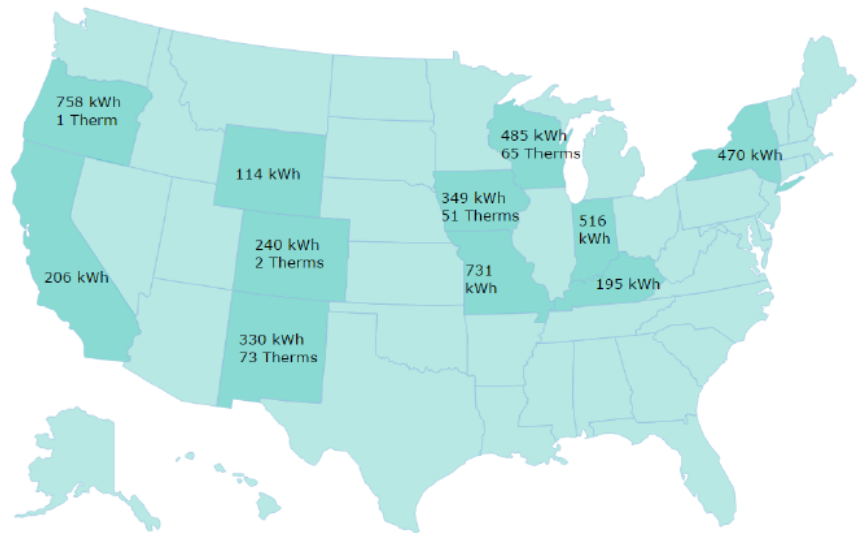 758 kWh
1 Therm
485 kWh
65 Therms
470 kWh
114 kWh
349 kWh
51 Therms
516
kWh
240 kWh
2 Therms
206 kWh
731
kWh
195 kWh
330 kWh
73 Therms